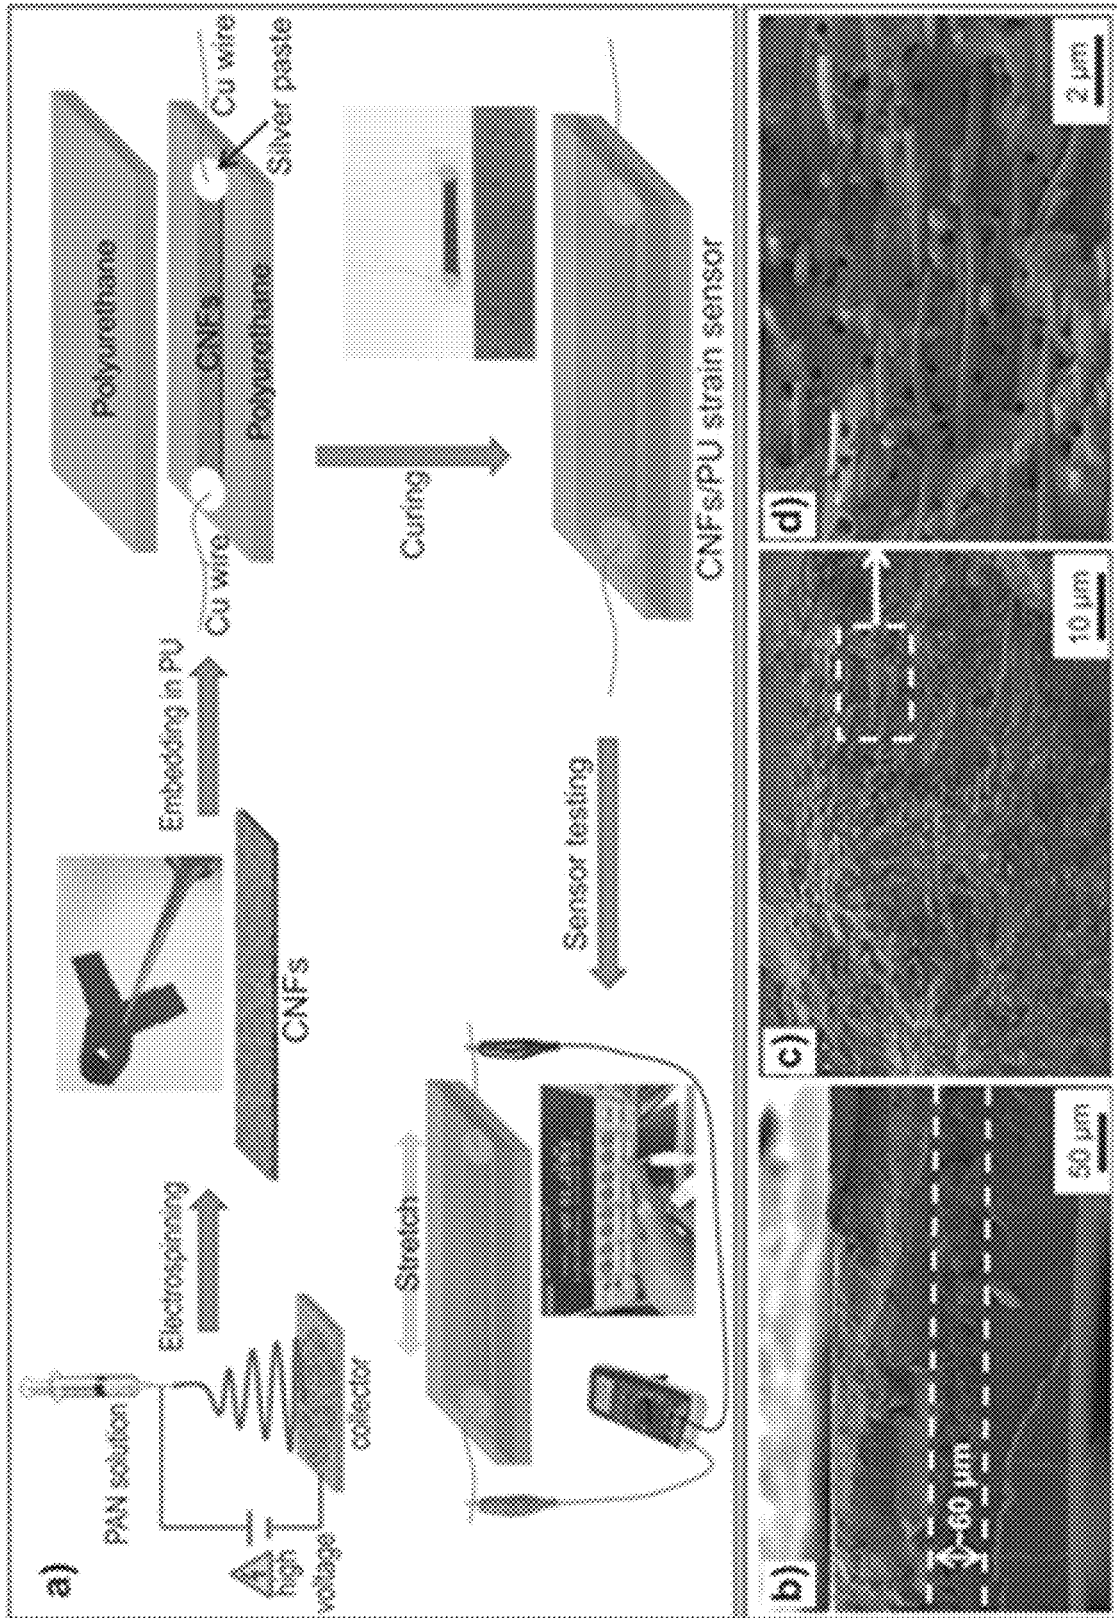 a)
PAN solution
high
voltage
collector
Electrospinning
CNFs
Embedding in PU
Cu wire
Polyurethane
CNFs
Polyurethane
Cu wire
Silver paste
Curing
CNFs/PU strain sensor
Sensor testing
Stretch
b)
~60 μm
50 μm
c)
10 μm
d)
2 μm